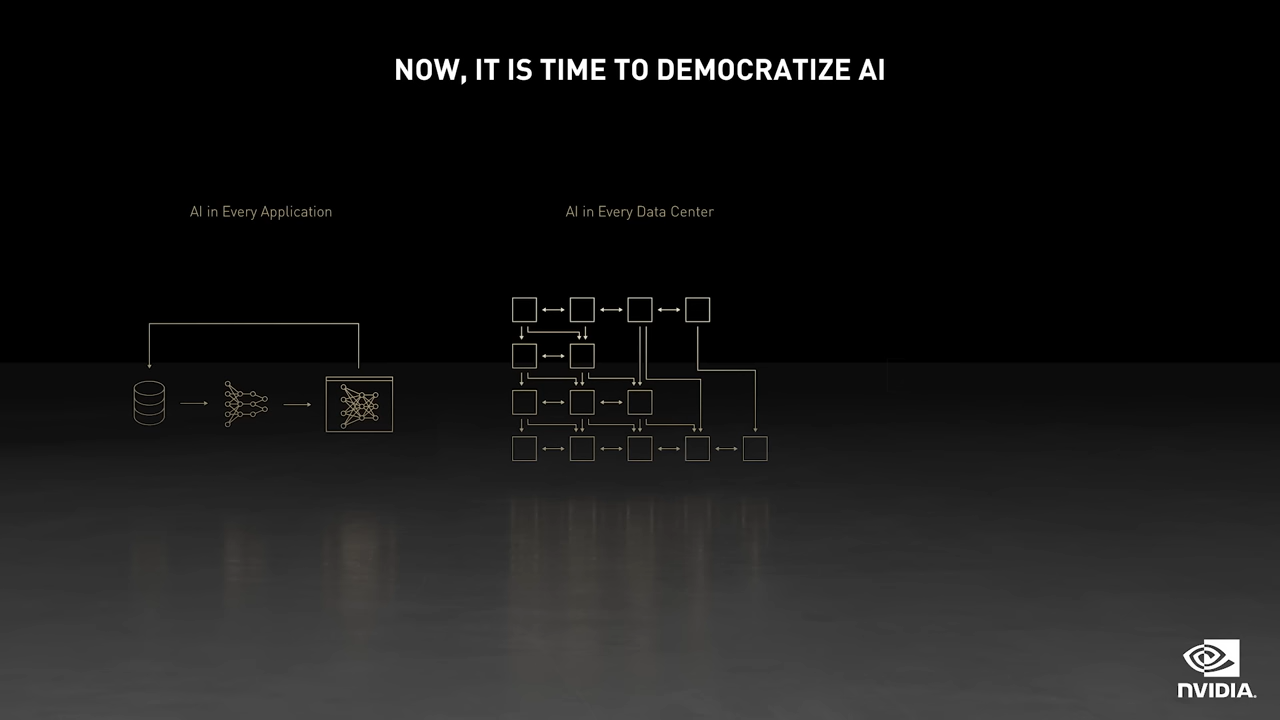 NOW, IT IS TIME TO DEMOCRATIZE AI
AI in Every Application
AI in Every Data Center
NVIDIA